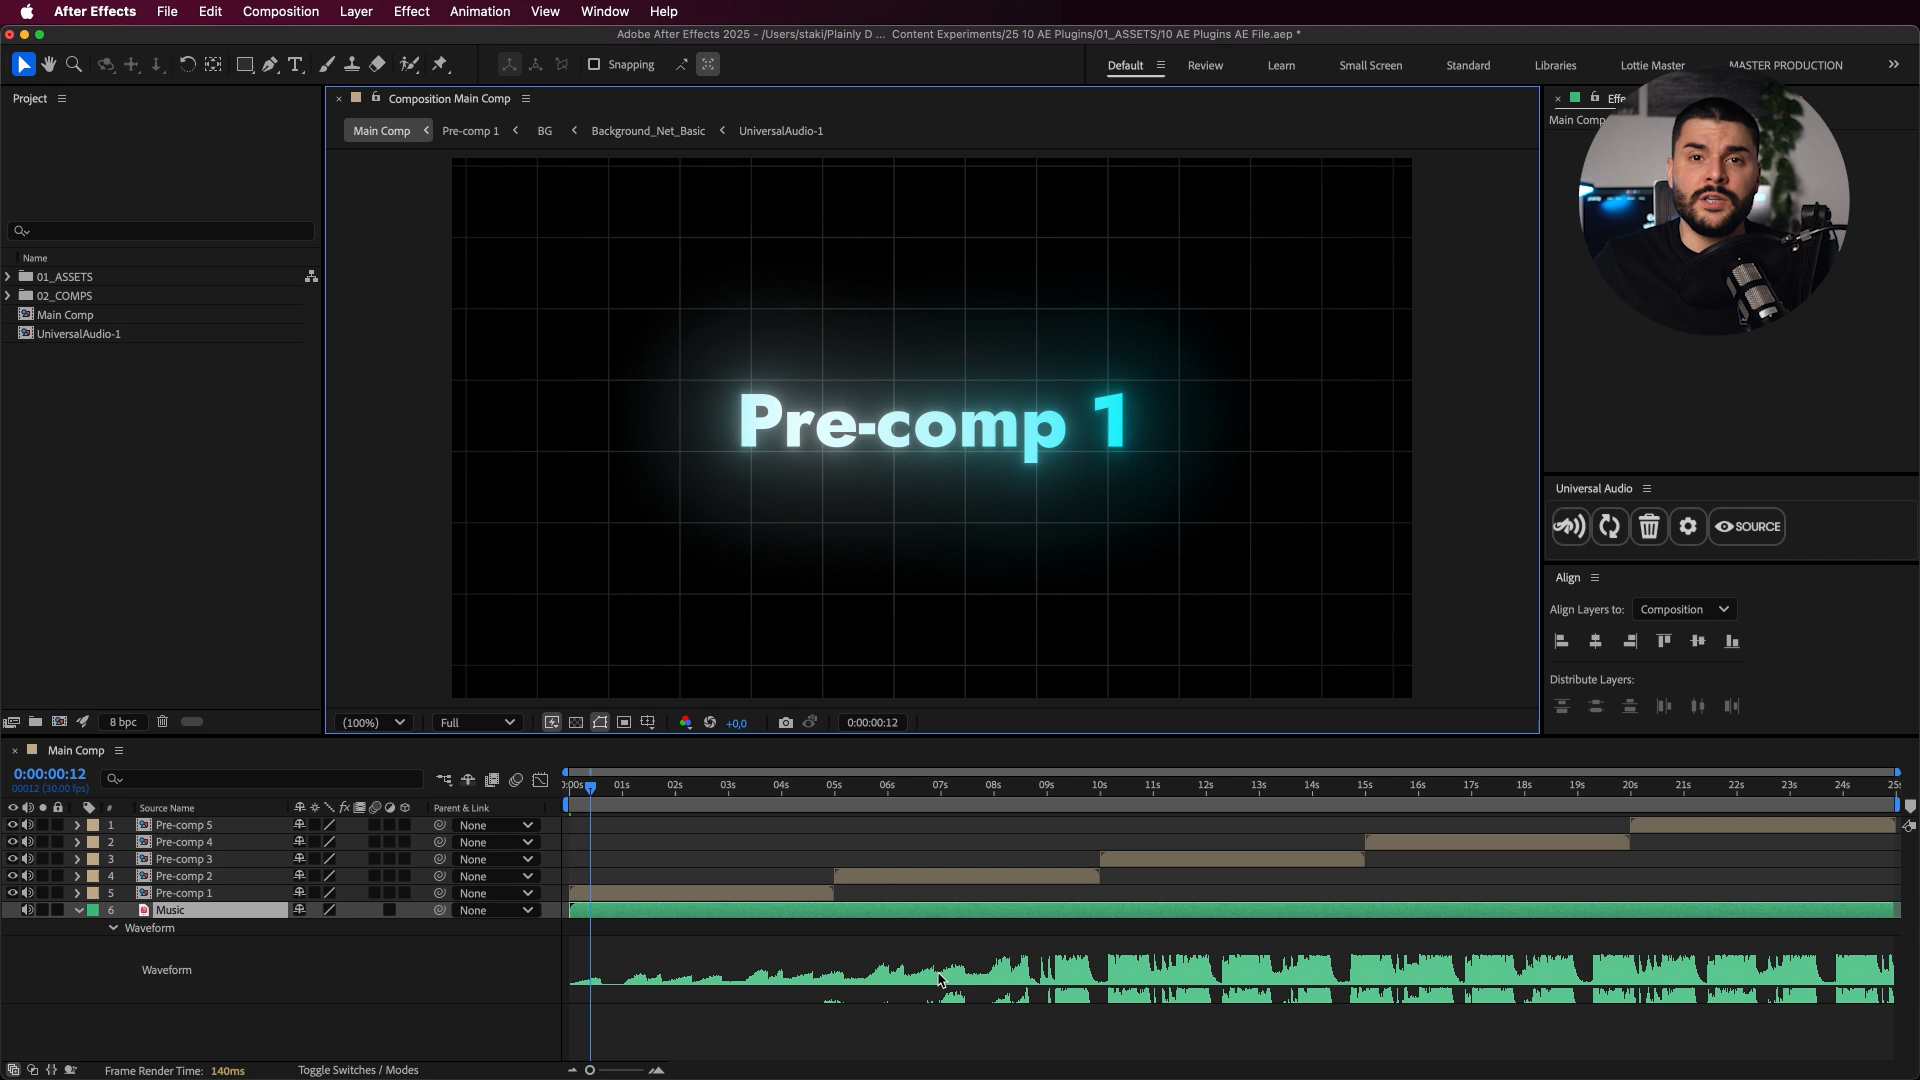 After Effects File Edit Composition Layer Effect Animation View Window Help
Adobe After Effects 2025 - /Users/staki/Plainly D ... Content Experiments/25 10 AE Plugins/01_ASSETS/10 AE Plugins AE File.aep *
Snapping
Default Review Learn Small Screen Standard Libraries Lottie Master MASTER PRODUCTION
Project
Composition Main Comp
Effe
Main Comp
Main Comp Pre-comp 1 BG Background_Net_Basic UniversalAudio-1
Name
01_ASSETS
02_COMPS
Main Comp
UniversalAudio-1
Pre-comp 1
Universal Audio
SOURCE
Align
Align Layers to: Composition
Distribute Layers:
8 bpc
(100%) Full +0,0 0:00:00:12
Main Comp
0:00:00:12
00012 (30.00 fps)
0:00s 01s 02s 03s 04s 05s 06s 07s 08s 09s 10s 11s 12s 13s 14s 15s 16s 17s 18s 19s 20s 21s 22s 23s 24s 25s
# Source Name Parent & Link
1 Pre-comp 5 None
2 Pre-comp 4 None
3 Pre-comp 3 None
4 Pre-comp 2 None
5 Pre-comp 1 None
6 Music None
Waveform
Waveform
Frame Render Time: 140ms Toggle Switches / Modes